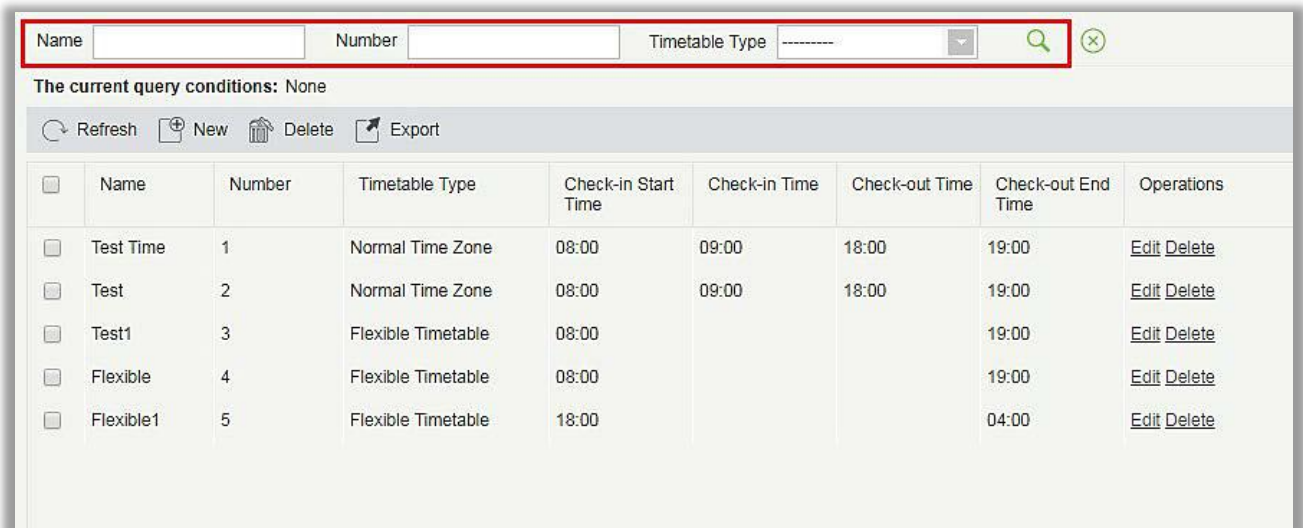 Name Number Timetable Type ---------
The current query conditions: None
Refresh New Delete Export
Name Number Timetable Type Check-in Start Time Check-in Time Check-out Time Check-out End Time Operations
Test Time 1 Normal Time Zone 08:00 09:00 18:00 19:00 Edit Delete
Test 2 Normal Time Zone 08:00 09:00 18:00 19:00 Edit Delete
Test1 3 Flexible Timetable 08:00 19:00 Edit Delete
Flexible 4 Flexible Timetable 08:00 19:00 Edit Delete
Flexible1 5 Flexible Timetable 18:00 04:00 Edit Delete